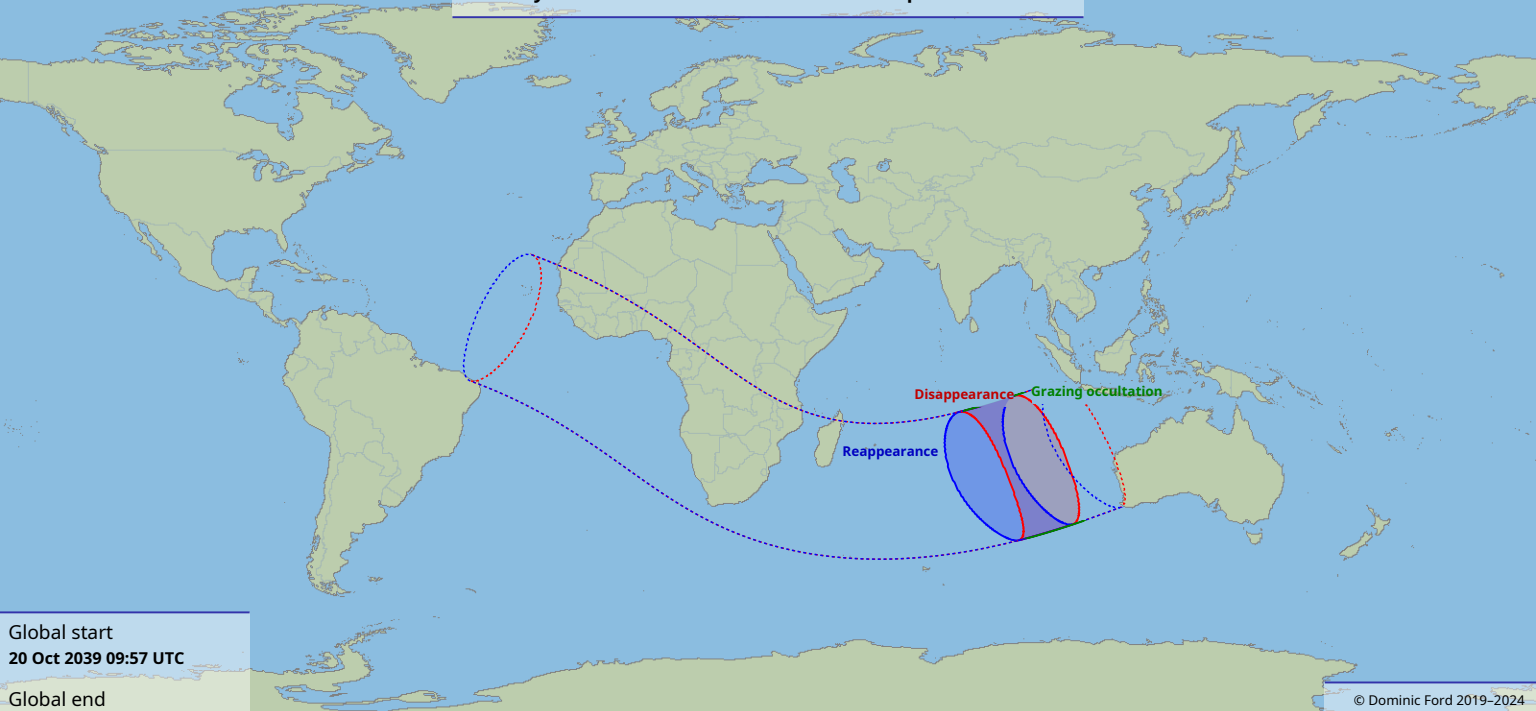 Disappearance
Grazing occultation
Reappearance
Global start
20 Oct 2039 09:57 UTC
Global end
© Dominic Ford 2019–2024